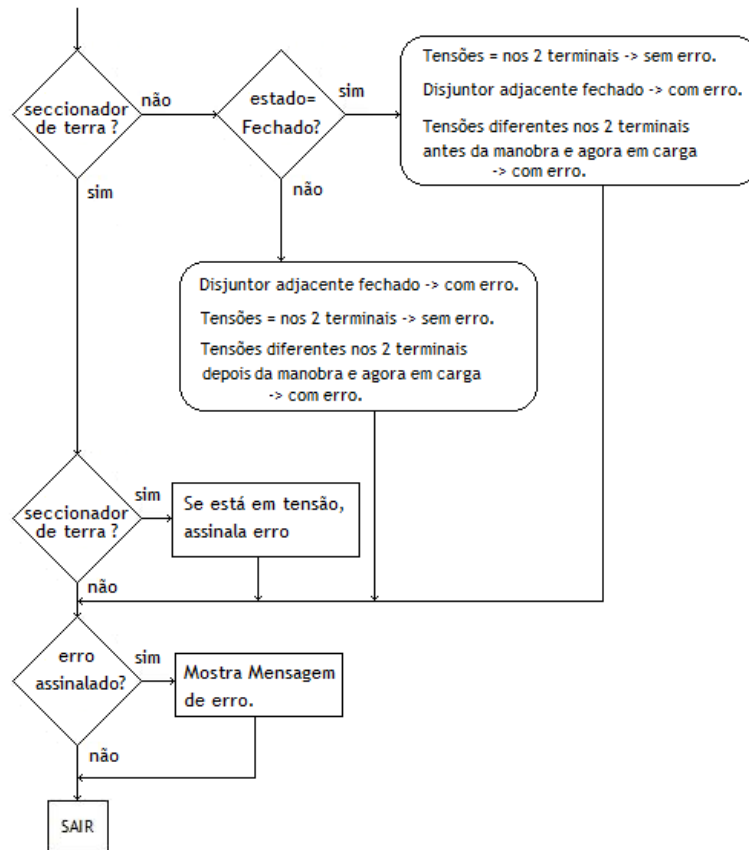 seccionador
de terra ?
não
sim
estado=
Fechado?
sim
não
Tensões = nos 2 terminais -> sem erro.
Disjuntor adjacente fechado -> com erro.
Tensões diferentes nos 2 terminais
antes da manobra e agora em carga
-> com erro.
Disjuntor adjacente fechado -> com erro.
Tensões = nos 2 terminais -> sem erro.
Tensões diferentes nos 2 terminais
depois da manobra e agora em carga
-> com erro.
seccionador
de terra ?
sim
não
Se está em tensão,
assinala erro
erro
assinalado?
sim
não
Mostra Mensagem
de erro.
SAIR